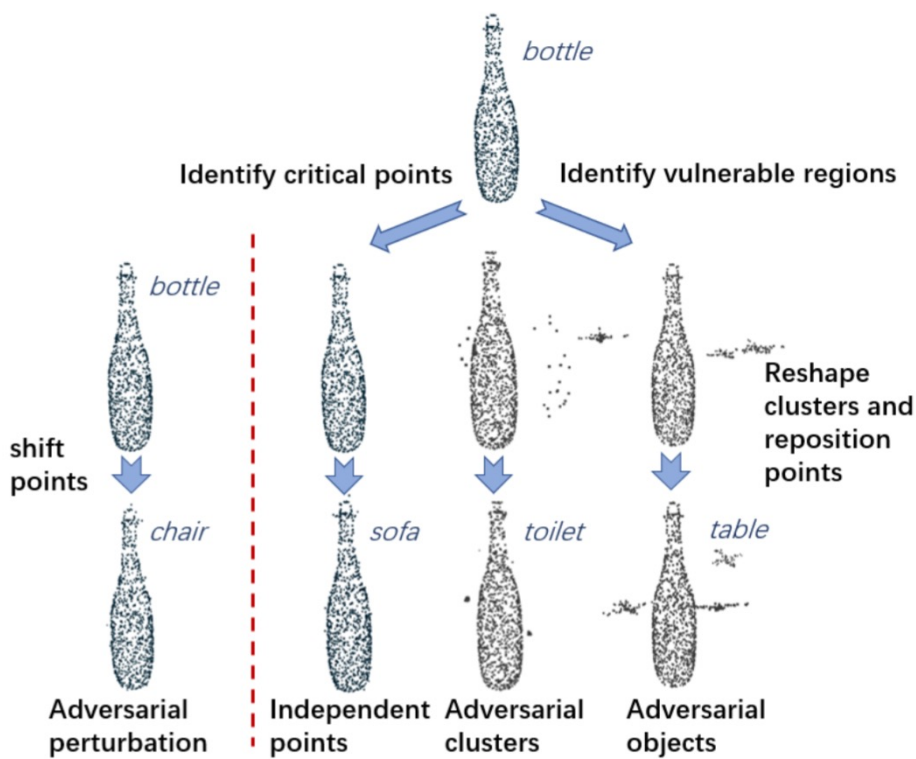 bottle
Identify critical points
Identify vulnerable regions
bottle
Reshape
clusters and
reposition
points
shift
points
chair
sofa
toilet
table
Adversarial
perturbation
Independent
points
Adversarial
clusters
Adversarial
objects